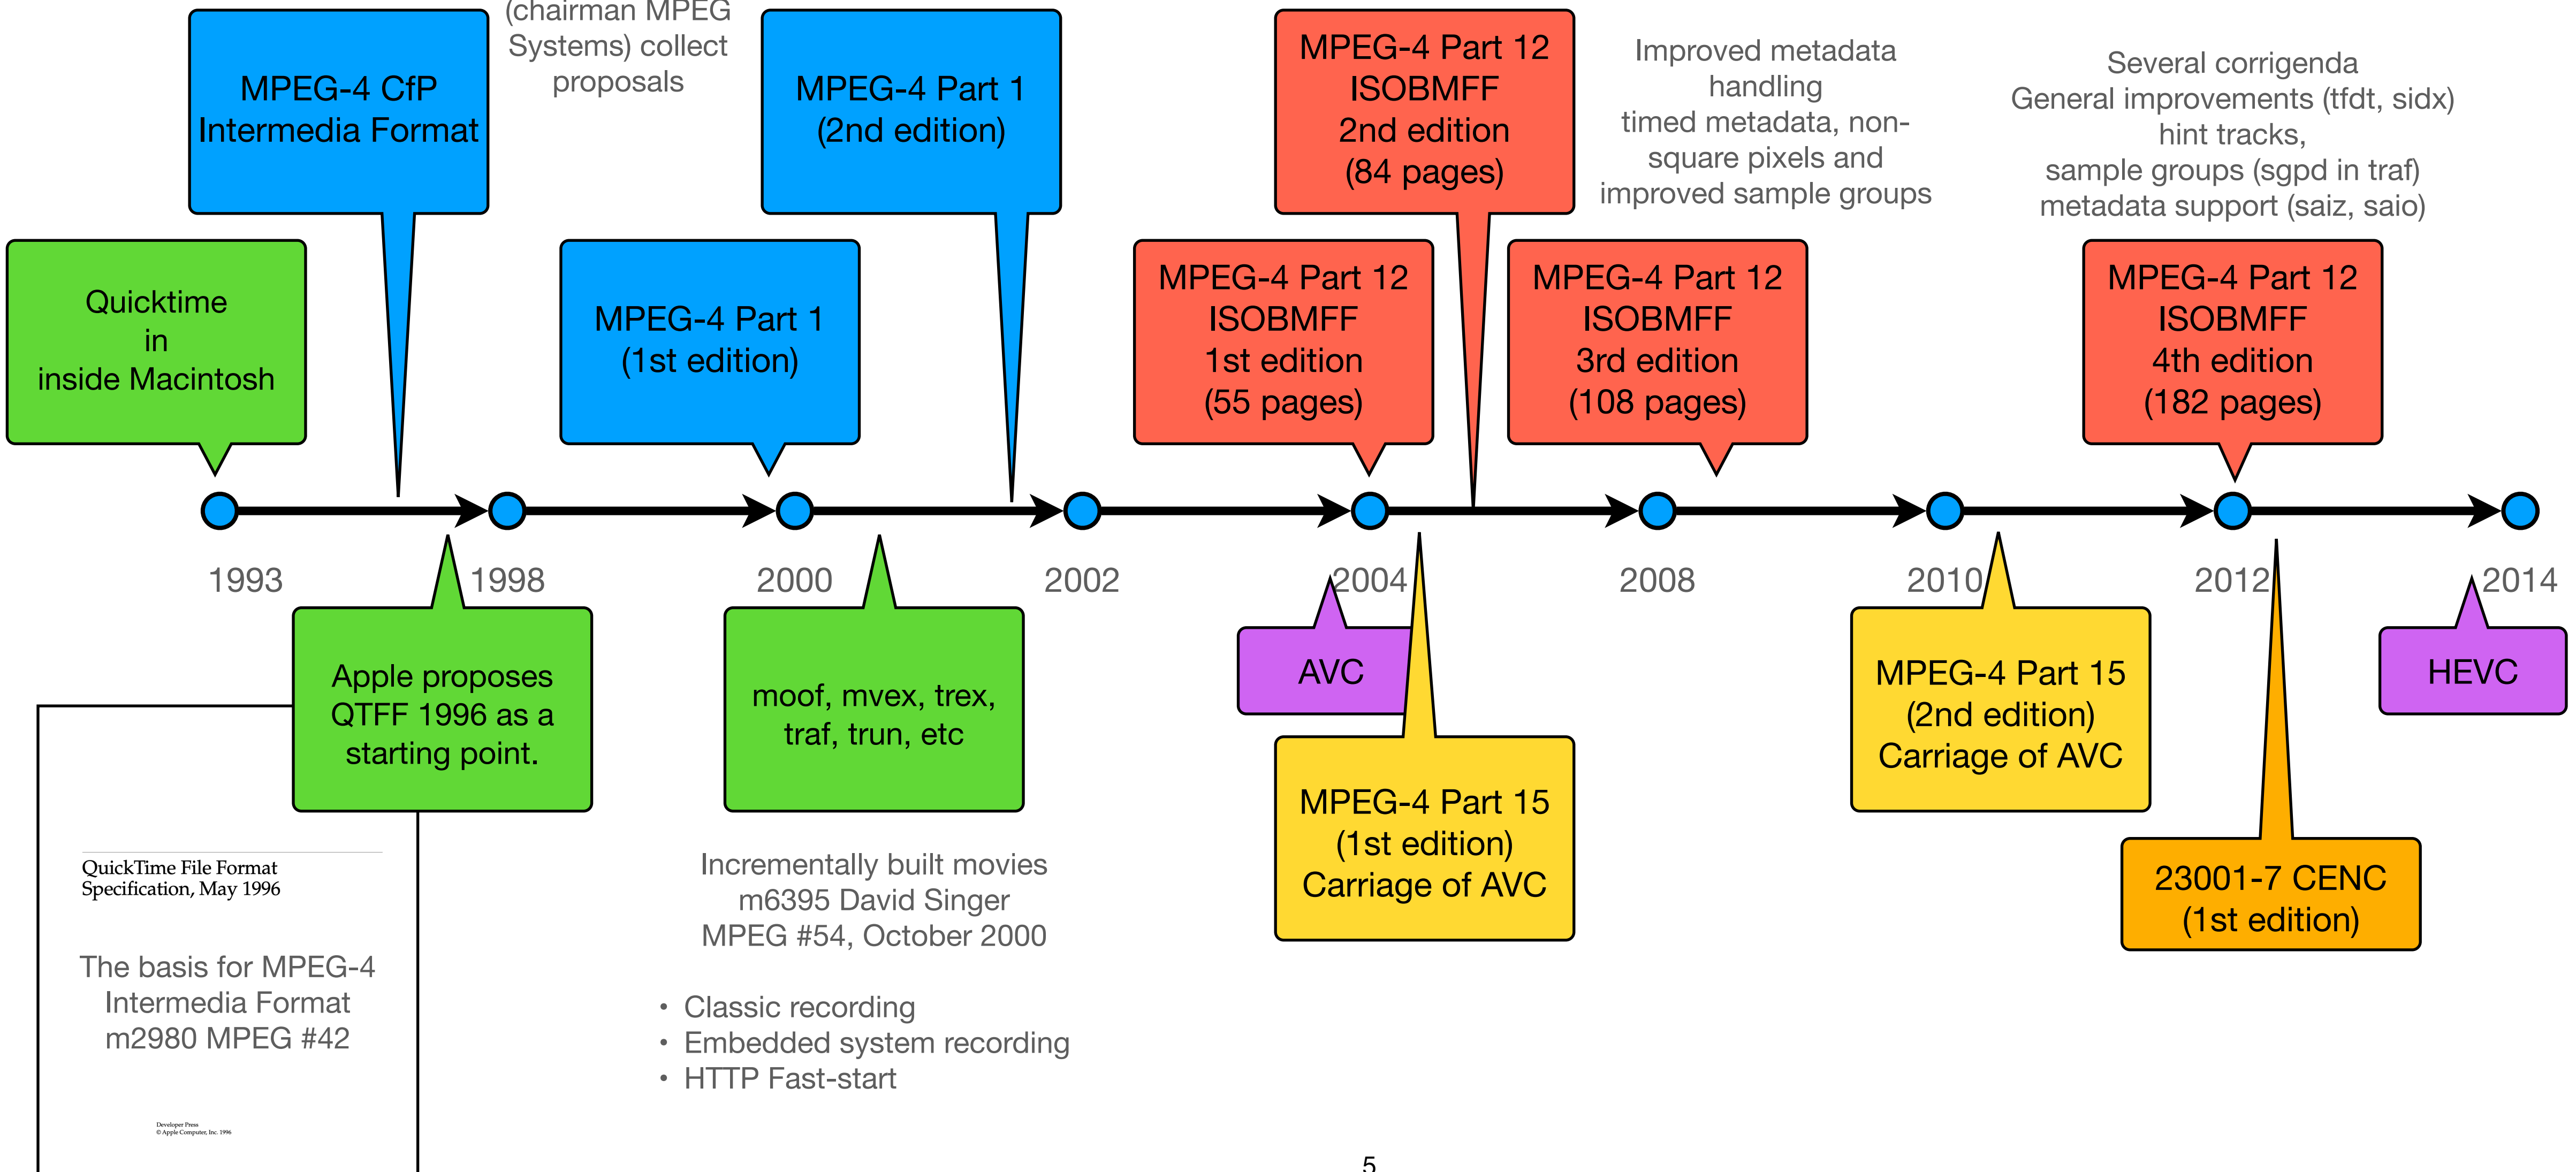 (chairman MPEG
Systems) collect
proposals
MPEG-4 CfP
Intermedia Format
MPEG-4 Part 1
(2nd edition)
MPEG-4 Part 12
ISOBMFF
2nd edition
(84 pages)
Improved metadata
handling
timed metadata, non-
square pixels and
improved sample groups
Several corrigenda
General improvements (tfdt, sidx)
hint tracks,
sample groups (sgpd in traf)
metadata support (saiz, saio)
Quicktime
in
inside Macintosh
MPEG-4 Part 1
(1st edition)
MPEG-4 Part 12
ISOBMFF
1st edition
(55 pages)
MPEG-4 Part 12
ISOBMFF
3rd edition
(108 pages)
MPEG-4 Part 12
ISOBMFF
4th edition
(182 pages)
1993
1998
2000
2002
2004
2008
2010
2012
2014
Apple proposes
QTFF 1996 as a
starting point.
moof, mvex, trex,
traf, trun, etc
AVC
MPEG-4 Part 15
(1st edition)
Carriage of AVC
MPEG-4 Part 15
(2nd edition)
Carriage of AVC
HEVC
23001-7 CENC
(1st edition)
QuickTime File Format
Specification, May 1996
The basis for MPEG-4
Intermedia Format
m2980 MPEG #42
Developer Press
© Apple Computer, Inc. 1996
Incrementally built movies
m6395 David Singer
MPEG #54, October 2000
• Classic recording
• Embedded system recording
• HTTP Fast-start
5